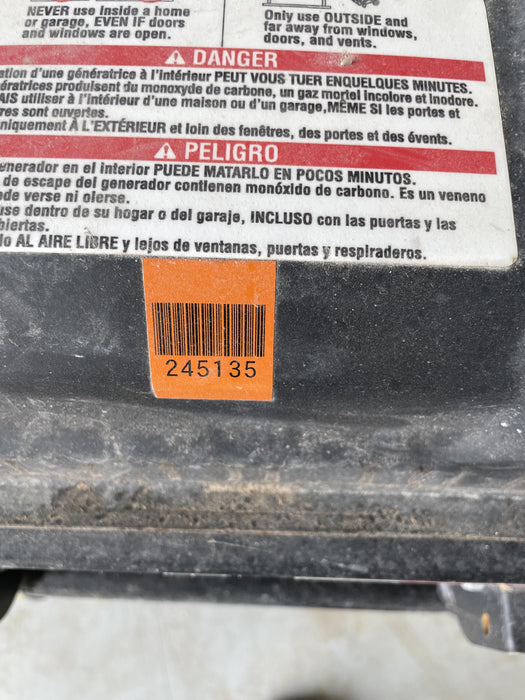 NEVER use inside a home
or garage, EVEN IF doors
and windows are open.
Only use OUTSIDE and
far away from windows,
doors, and vents.
DANGER
ation d'une génératrice à l'intérieur PEUT VOUS TUER ENQUELQUES MINUTES.
ératrices produisent du monoxyde de carbone, un gaz mortel incolore et inodore.
AIS utiliser à l'intérieur d'une maison ou d'un garage,MÊME SI les portes et
res sont ouvertes.
niquement À L'EXTÉRIEUR et loin des fenêtres, des portes et des évents.
PELIGRO
enerador en el interior PUEDE MATARLO EN POCOS MINUTOS.
de escape del generador contienen monóxido de carbono. Es un veneno
ede verse ni olerse.
use dentro de su hogar o del garaje, INCLUSO con las puertas y las
biertas.
lo AL AIRE LIBRE y lejos de ventanas, puertas y respiraderos.
245135